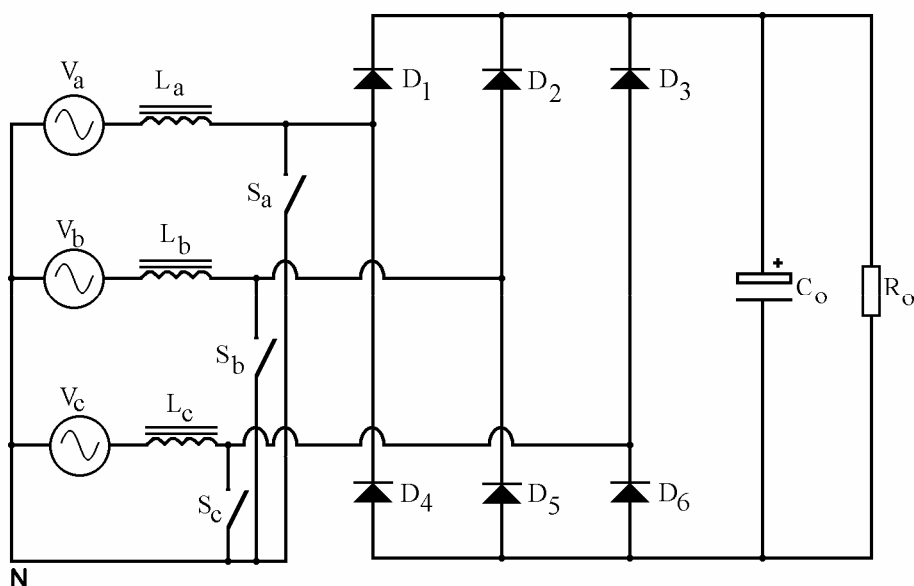 Va
La
D1
D2
D3
Sa
Vb
Lb
+
Co
Ro
Sb
Vc
Lc
Sc
D4
D5
D6
N